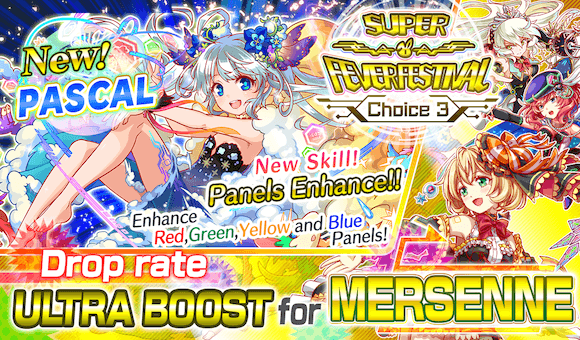 New!
PASCAL
SUPER
FEVERFESTIVAL
Choice 3
New Skill!
Panels Enhance!!
Enhance
Red,Green,Yellow and Blue
Panels!
Drop rate
ULTRA BOOST for MERSENNE